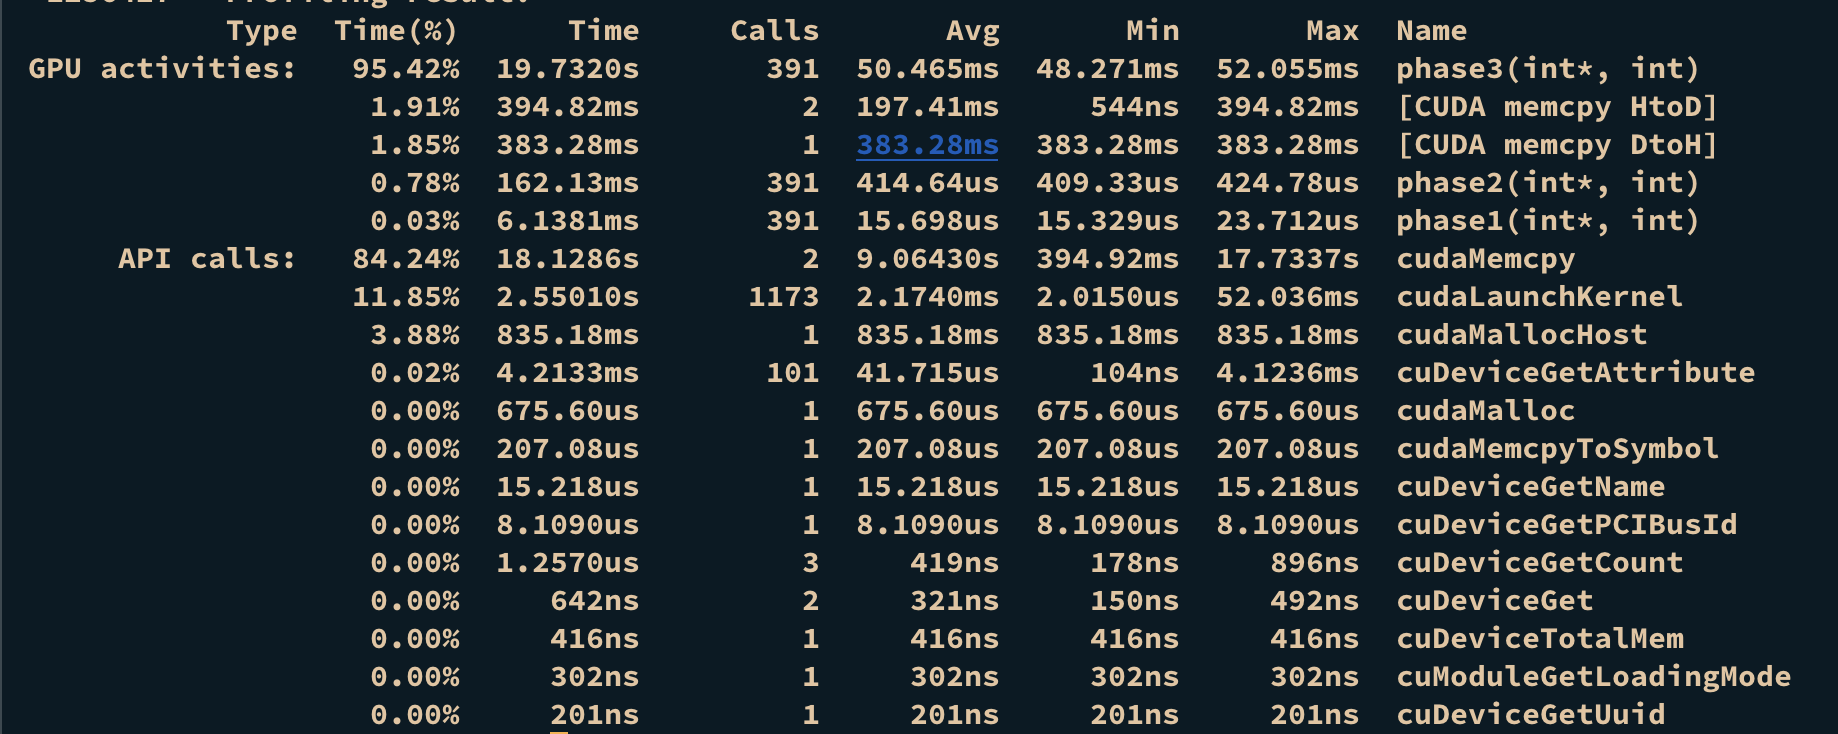 Type Time(%) Time Calls Avg Min Max Name
GPU activities: 95.42% 19.7320s 391 50.465ms 48.271ms 52.055ms phase3(int*, int)
1.91% 394.82ms 2 197.41ms 544ns 394.82ms [CUDA memcpy HtoD]
1.85% 383.28ms 1 383.28ms 383.28ms 383.28ms [CUDA memcpy DtoH]
0.78% 162.13ms 391 414.64us 409.33us 424.78us phase2(int*, int)
0.03% 6.1381ms 391 15.698us 15.329us 23.712us phase1(int*, int)
API calls: 84.24% 18.1286s 2 9.06430s 394.92ms 17.7337s cudaMemcpy
11.85% 2.55010s 1173 2.1740ms 2.0150us 52.036ms cudaLaunchKernel
3.88% 835.18ms 1 835.18ms 835.18ms 835.18ms cudaMallocHost
0.02% 4.2133ms 101 41.715us 104ns 4.1236ms cuDeviceGetAttribute
0.00% 675.60us 1 675.60us 675.60us 675.60us cudaMalloc
0.00% 207.08us 1 207.08us 207.08us 207.08us cudaMemcpyToSymbol
0.00% 15.218us 1 15.218us 15.218us 15.218us cuDeviceGetName
0.00% 8.1090us 1 8.1090us 8.1090us 8.1090us cuDeviceGetPCIBusId
0.00% 1.2570us 3 419ns 178ns 896ns cuDeviceGetCount
0.00% 642ns 2 321ns 150ns 492ns cuDeviceGet
0.00% 416ns 1 416ns 416ns 416ns cuDeviceTotalMem
0.00% 302ns 1 302ns 302ns 302ns cuModuleGetLoadingMode
0.00% 201ns 1 201ns 201ns 201ns cuDeviceGetUuid